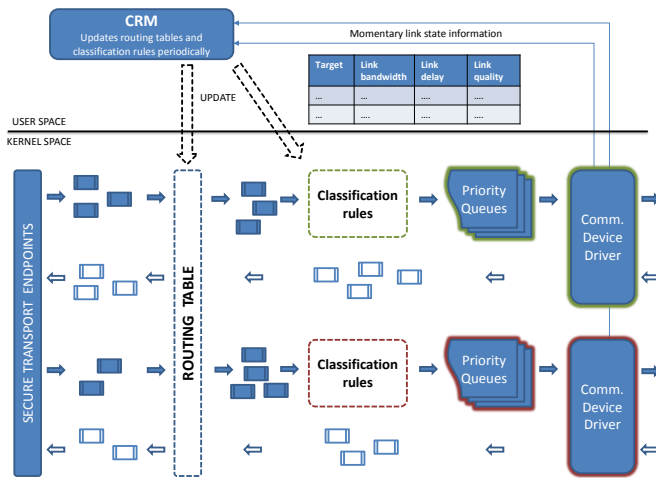 CRM
Updates routing tables and
classification rules periodically
Momentary link state information
Target
Link
bandwidth
Link
delay
Link
quality
...
...
....
....
...
....
....
....
UPDATE
USER SPACE
KERNEL SPACE
SECURE TRANSPORT ENDPOINTS
ROUTING TABLE
Classification
rules
Priority
Queues
Comm.
Device
Driver
Classification
rules
Priority
Queues
Comm.
Device
Driver